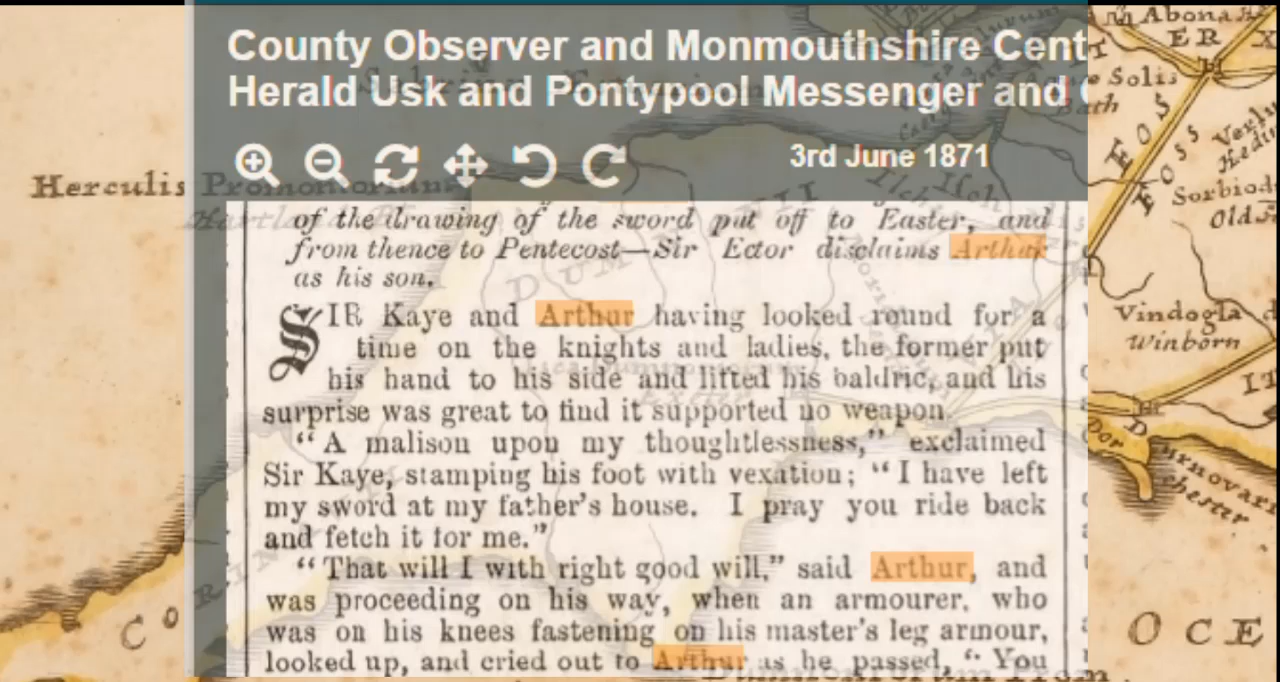 County Observer and Monmouthshire Cent
Herald Usk and Pontypool Messenger and
3rd June 1871
of the drawing of the sword put off to Easter, and
from thence to Pentecost—Sir Ector disclaims Arthur
as his son.
SIR Kaye and Arthur having looked round for a
time on the knights and ladies, the former put
his hand to his side and lifted his baldric, and his
surprise was great to find it supported no weapon.
"A malison upon my thoughtlessness," exclaimed
Sir Kaye, stamping his foot with vexation; "I have left
my sword at my father's house. I pray you ride back
and fetch it for me."
"That will I with right good will," said Arthur, and
was proceeding on his way, when an armourer, who
was on his knees fastening on his master's leg armour,
looked up, and cried out to Arthur as he passed, "You
Herculis Promontorium
Hartland
C O R I N
Abona
E R
Solis
Bath
F O S S
Sorbiod
Old
Vindogla
Winborn
I T
Dor
Durnovari
chester
O C E